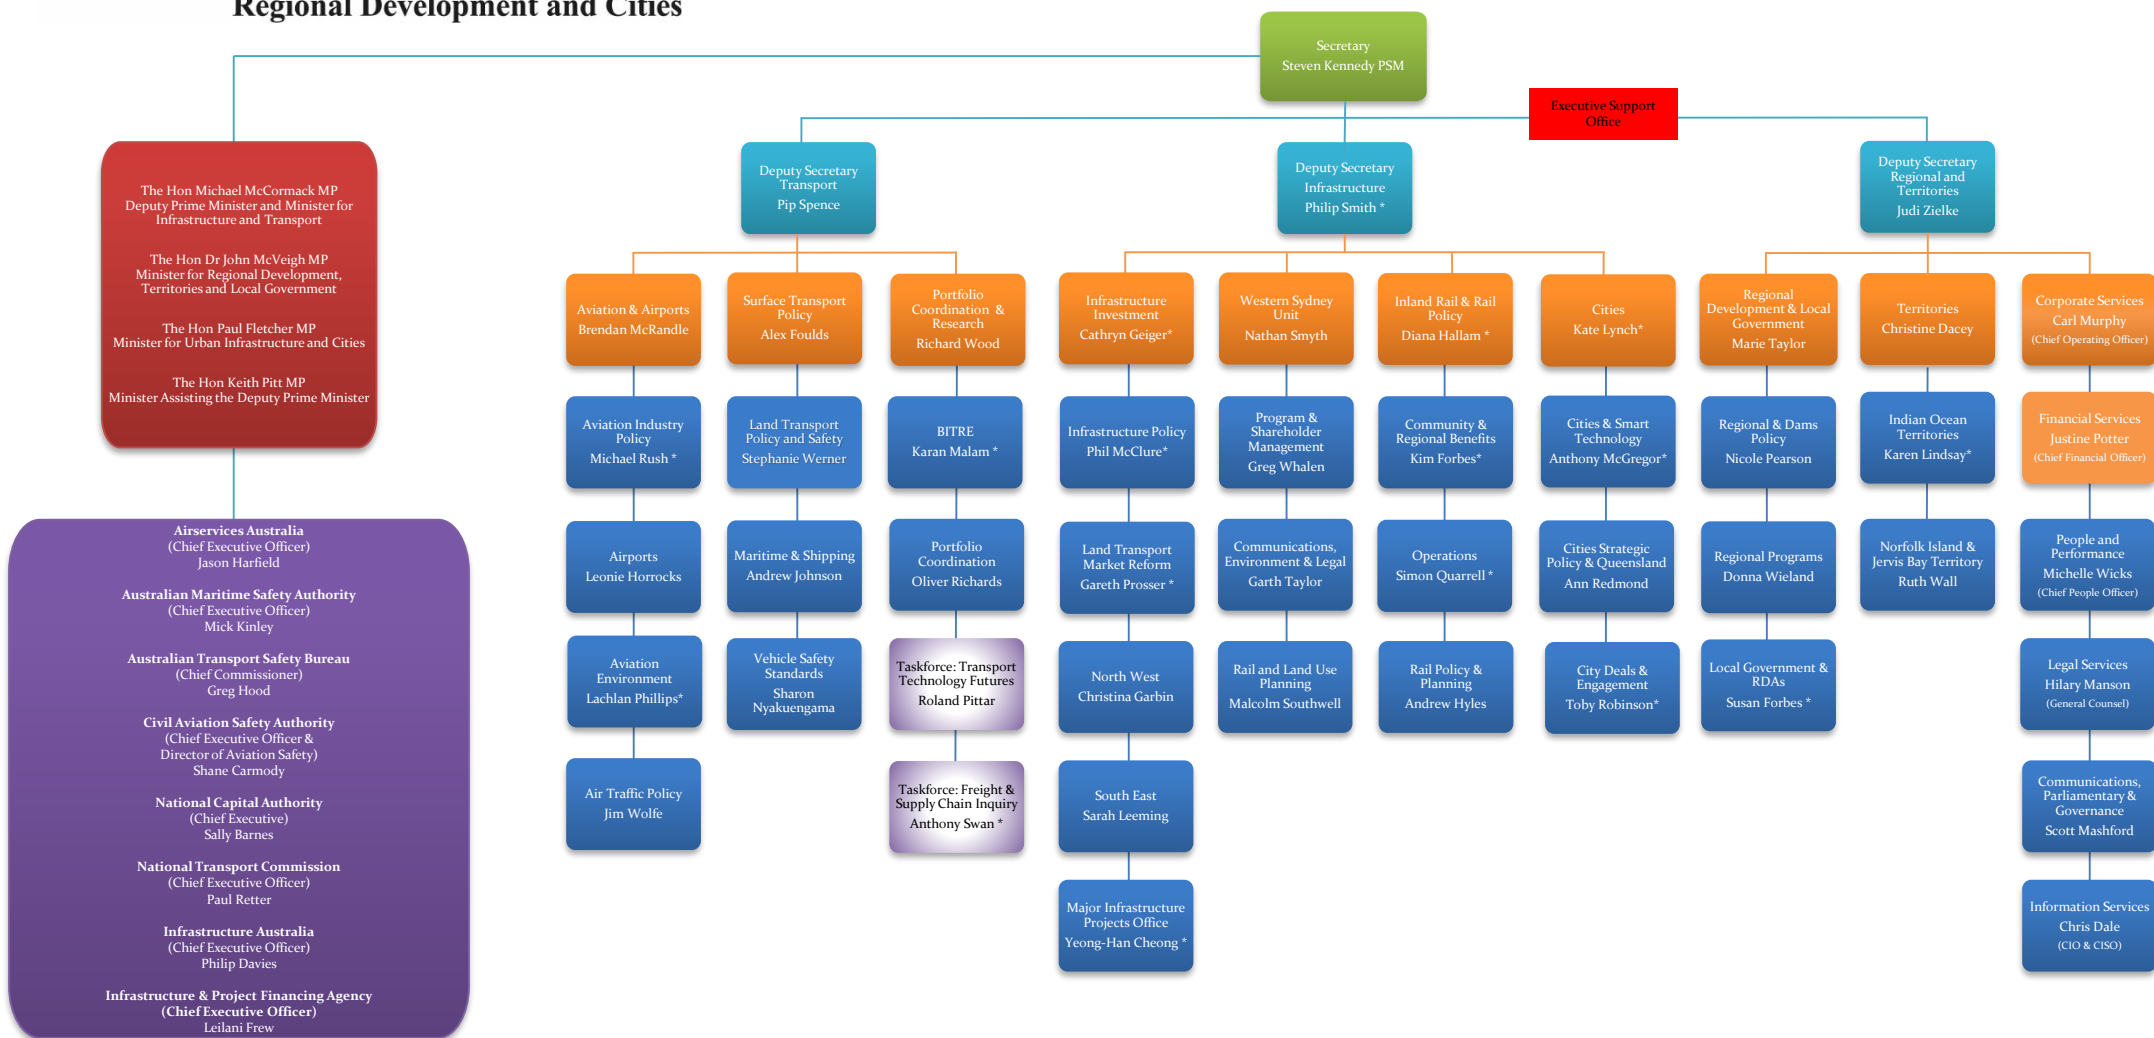 Regional Development and Cities
Secretary
Steven Kennedy PSM
Executive Support
Office
The Hon Michael McCormack MP
Deputy Prime Minister and Minister for
Infrastructure and Transport
The Hon Dr John McVeigh MP
Minister for Regional Development,
Territories and Local Government
The Hon Paul Fletcher MP
Minister for Urban Infrastructure and Cities
The Hon Keith Pitt MP
Minister Assisting the Deputy Prime Minister
Airservices Australia
(Chief Executive Officer)
Jason Harfield
Australian Maritime Safety Authority
(Chief Executive Officer)
Mick Kinley
Australian Transport Safety Bureau
(Chief Commissioner)
Greg Hood
Civil Aviation Safety Authority
(Chief Executive Officer &
Director of Aviation Safety)
Shane Carmody
National Capital Authority
(Chief Executive)
Sally Barnes
National Transport Commission
(Chief Executive Officer)
Paul Retter
Infrastructure Australia
(Chief Executive Officer)
Philip Davies
Infrastructure & Project Financing Agency
(Chief Executive Officer)
Leilani Frew
Deputy Secretary
Transport
Pip Spence
Aviation & Airports
Brendan McRandle
Aviation Industry
Policy
Michael Rush *
Airports
Leonie Horrocks
Aviation
Environment
Lachlan Phillips*
Air Traffic Policy
Jim Wolfe
Surface Transport
Policy
Alex Foulds
Land Transport
Policy and Safety
Stephanie Werner
Maritime & Shipping
Andrew Johnson
Vehicle Safety
Standards
Sharon
Nyakuengama
Portfolio
Coordination &
Research
Richard Wood
BITRE
Karan Malam *
Portfolio
Coordination
Oliver Richards
Taskforce: Transport
Technology Futures
Roland Pittar
Taskforce: Freight &
Supply Chain Inquiry
Anthony Swan *
Deputy Secretary
Infrastructure
Philip Smith *
Infrastructure
Investment
Cathryn Geiger*
Infrastructure Policy
Phil McClure*
Land Transport
Market Reform
Gareth Prosser *
North West
Christina Garbin
South East
Sarah Leeming
Major Infrastructure
Projects Office
Yeong-Han Cheong *
Western Sydney
Unit
Nathan Smyth
Program &
Shareholder
Management
Greg Whalen
Communications,
Environment & Legal
Garth Taylor
Rail and Land Use
Planning
Malcolm Southwell
Inland Rail & Rail
Policy
Diana Hallam *
Community &
Regional Benefits
Kim Forbes*
Operations
Simon Quarrell *
Rail Policy &
Planning
Andrew Hyles
Cities
Kate Lynch*
Cities & Smart
Technology
Anthony McGregor*
Cities Strategic
Policy & Queensland
Ann Redmond
City Deals &
Engagement
Toby Robinson*
Deputy Secretary
Regional and
Territories
Judi Zielke
Regional
Development & Local
Government
Marie Taylor
Regional & Dams
Policy
Nicole Pearson
Regional Programs
Donna Wieland
Local Government &
RDAs
Susan Forbes *
Territories
Christine Dacey
Indian Ocean
Territories
Karen Lindsay*
Norfolk Island &
Jervis Bay Territory
Ruth Wall
Corporate Services
Carl Murphy
(Chief Operating Officer)
Financial Services
Justine Potter
(Chief Financial Officer)
People and
Performance
Michelle Wicks
(Chief People Officer)
Legal Services
Hilary Manson
(General Counsel)
Communications,
Parliamentary &
Governance
Scott Mashford
Information Services
Chris Dale
(CIO & CISO)